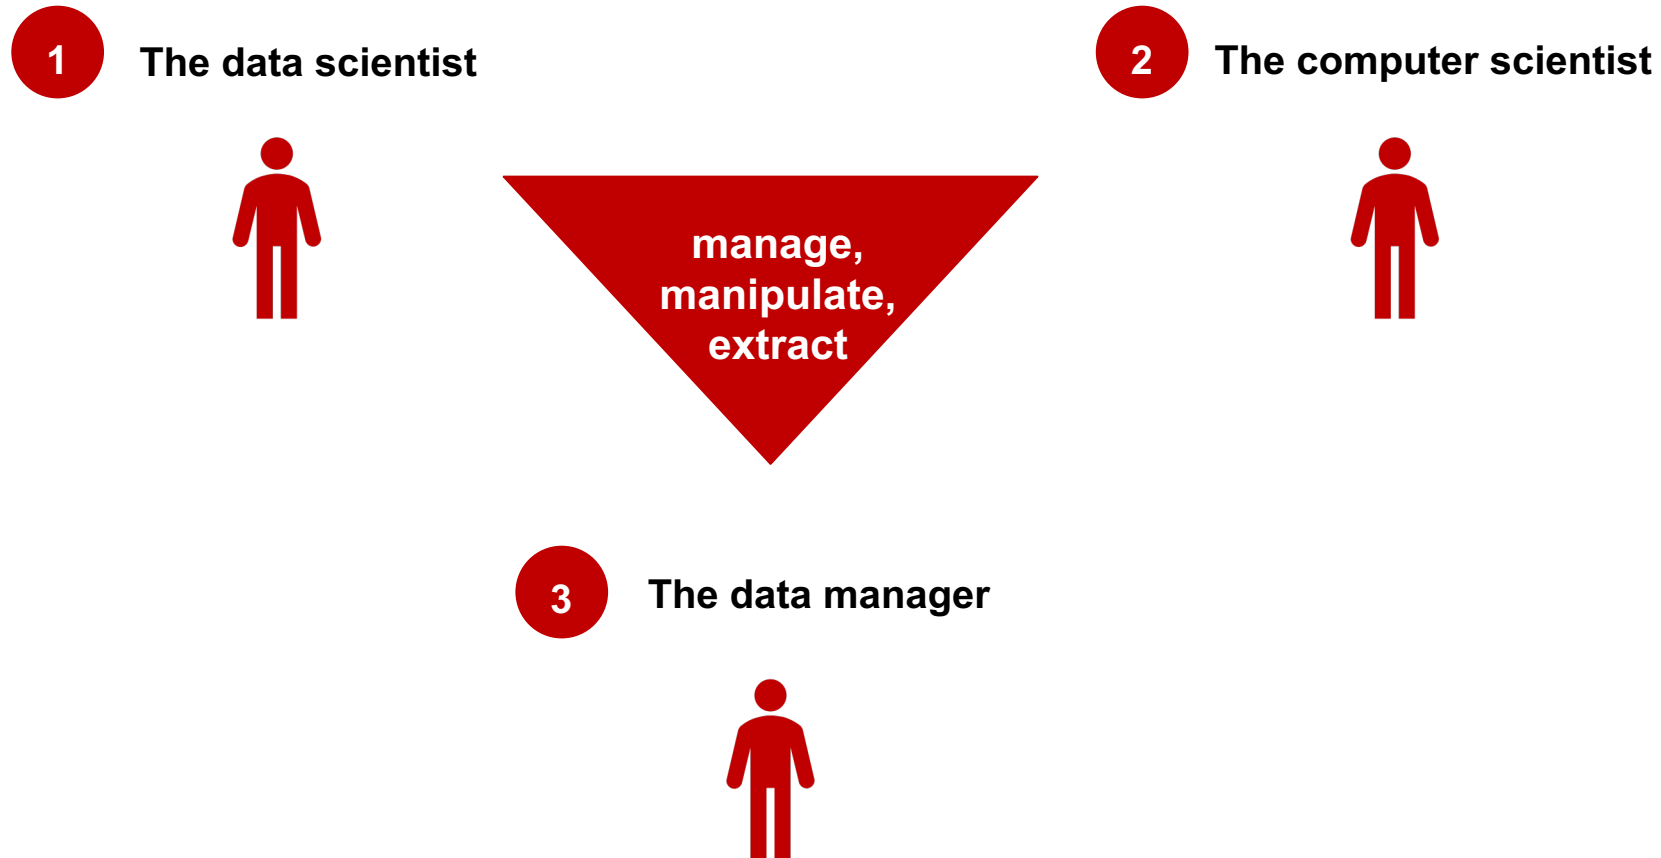 1 The data scientist
2 The computer scientist
manage,
manipulate,
extract
3 The data manager